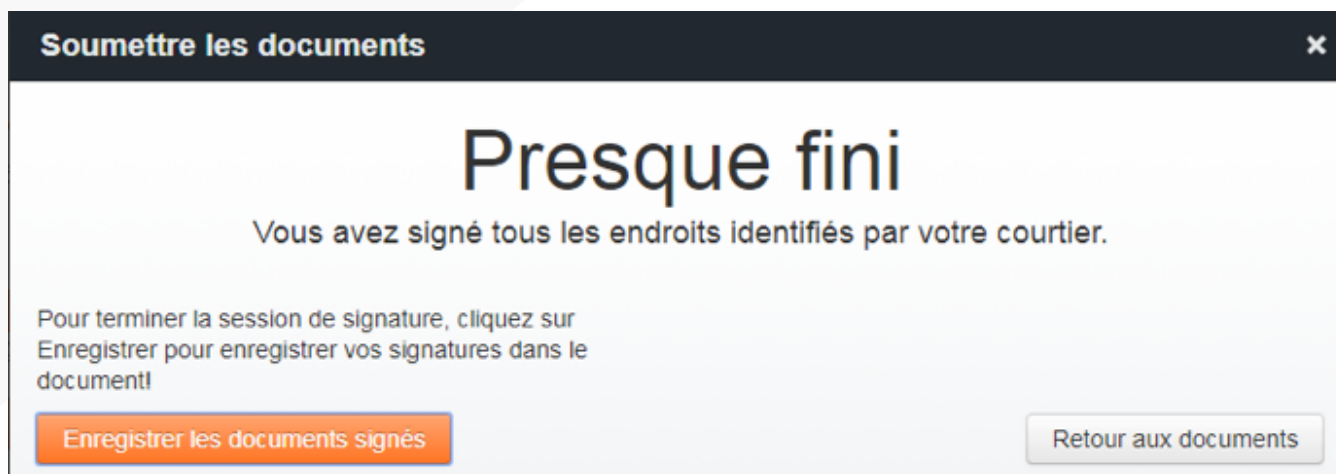 Soumettre les documents ×
Presque fini
Vous avez signé tous les endroits identifiés par votre courtier.
Pour terminer la session de signature, cliquez sur
Enregistrer pour enregistrer vos signatures dans le
document!
Enregistrer les documents signés
Retour aux documents